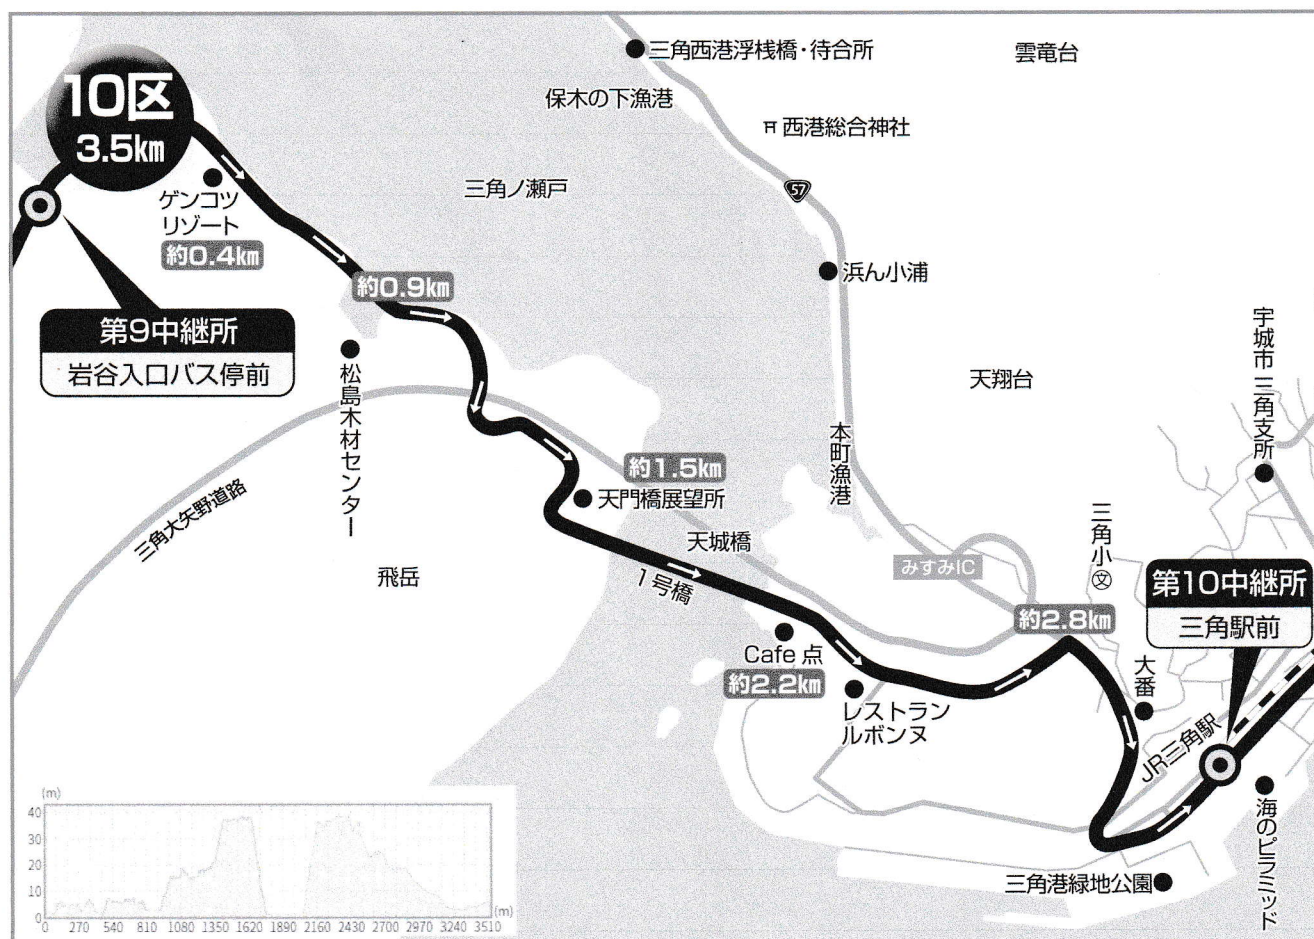 10区
3.5km
ゲンコツ
リゾート
約0.4km
第9中継所
岩谷入口バス停前
約0.9km
松島木材センター
三角大矢野道路
飛岳
三角西港浮桟橋・待合所
保木の下漁港
西港総合神社
雲竜台
三角ノ瀬戸
57
浜ん小浦
天翔台
本町漁港
約1.5km
天門橋展望所
天城橋
1号橋
みすみIC
Cafe 点
約2.2km
レストラン
ルボンヌ
約2.8km
三角小
文
宇城市三角支所
第10中継所
三角駅前
大番
JR三角駅
海のピラミッド
三角港緑地公園
(m)
40
30
20
10
0
0 270 540 810 1080 1350 1620 1890 2160 2430 2700 2970 3240 3510
(m)